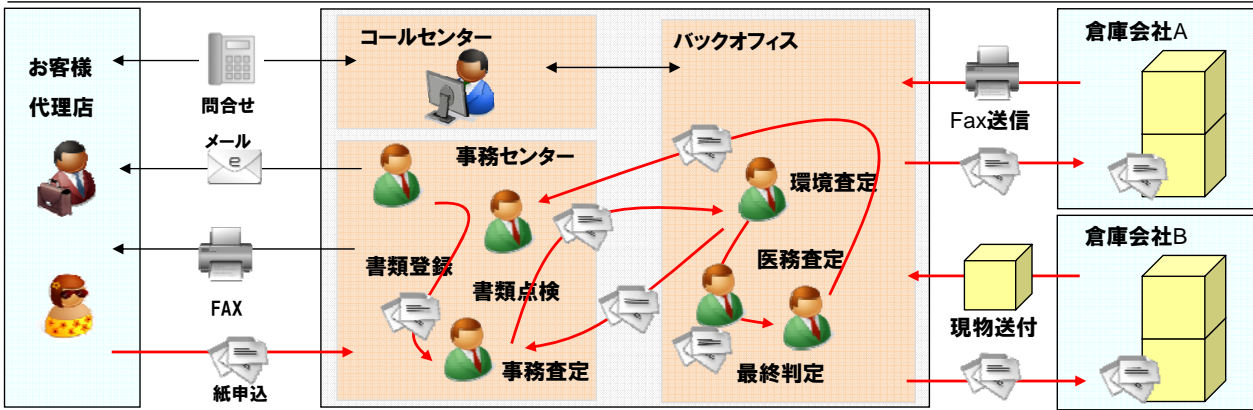 お客様
代理店
問合せ
メール
e
FAX
紙申込
コールセンター
事務センター
書類登録
書類点検
事務査定
バックオフィス
環境査定
医務査定
最終判定
Fax送信
現物送付
倉庫会社A
倉庫会社B